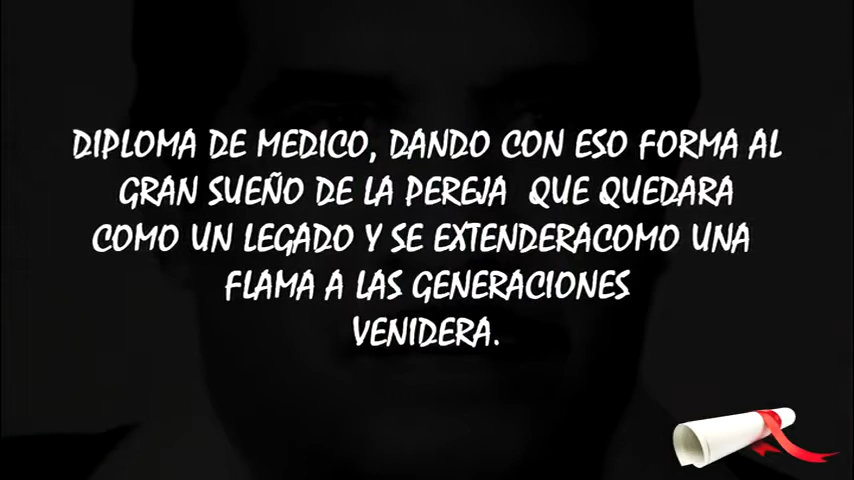 DIPLOMA DE MEDICO, DANDO CON ESO FORMA AL
GRAN SUEÑO DE LA PEREJA QUE QUEDARA
COMO UN LEGADO Y SE EXTENDERACOMO UNA
FLAMA A LAS GENERACIONES
VENIDERA.